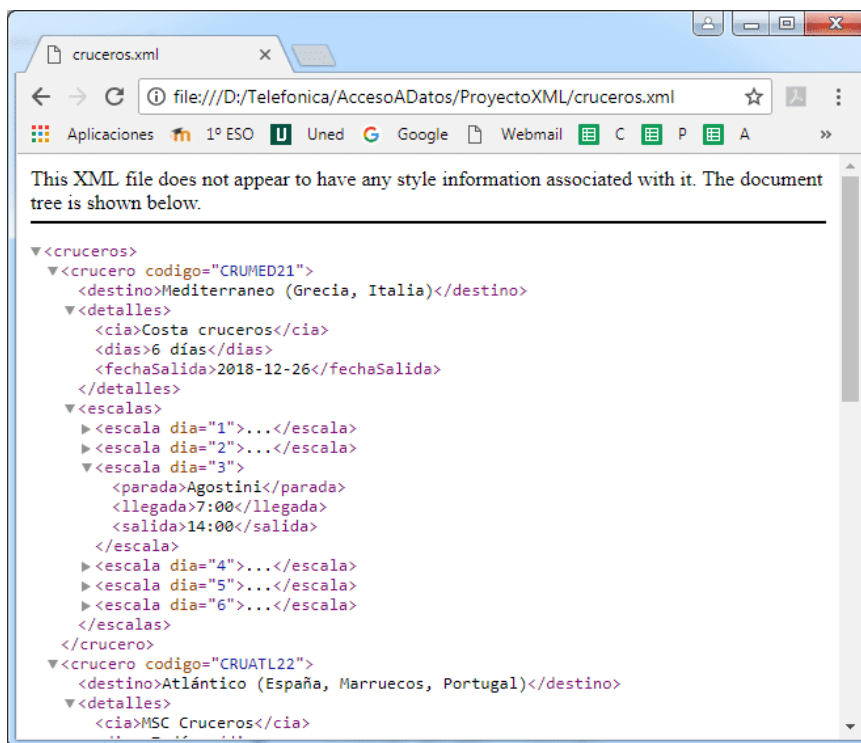 cruceros.xml
file:///D:/Telefonica/AccesoADatos/ProyectoXML/cruceros.xml
Aplicaciones 1º ESO U Uned G Google Webmail C P A »
This XML file does not appear to have any style information associated with it. The document
tree is shown below.
▼<cruceros>
▼<crucero codigo="CRUMED21">
<destino>Mediterraneo (Grecia, Italia)</destino>
▼<detalles>
<cia>Costa cruceros</cia>
<dias>6 días</dias>
<fechaSalida>2018-12-26</fechaSalida>
</detalles>
▼<escalas>
▶<escala dia="1">...</escala>
▶<escala dia="2">...</escala>
▼<escala dia="3">
<parada>Agostini</parada>
<llegada>7:00</llegada>
<salida>14:00</salida>
</escala>
▶<escala dia="4">...</escala>
▶<escala dia="5">...</escala>
▶<escala dia="6">...</escala>
</escalas>
</crucero>
▼<crucero codigo="CRUATL22">
<destino>Atlántico (España, Marruecos, Portugal)</destino>
▼<detalles>
<cia>MSC Cruceros</cia>